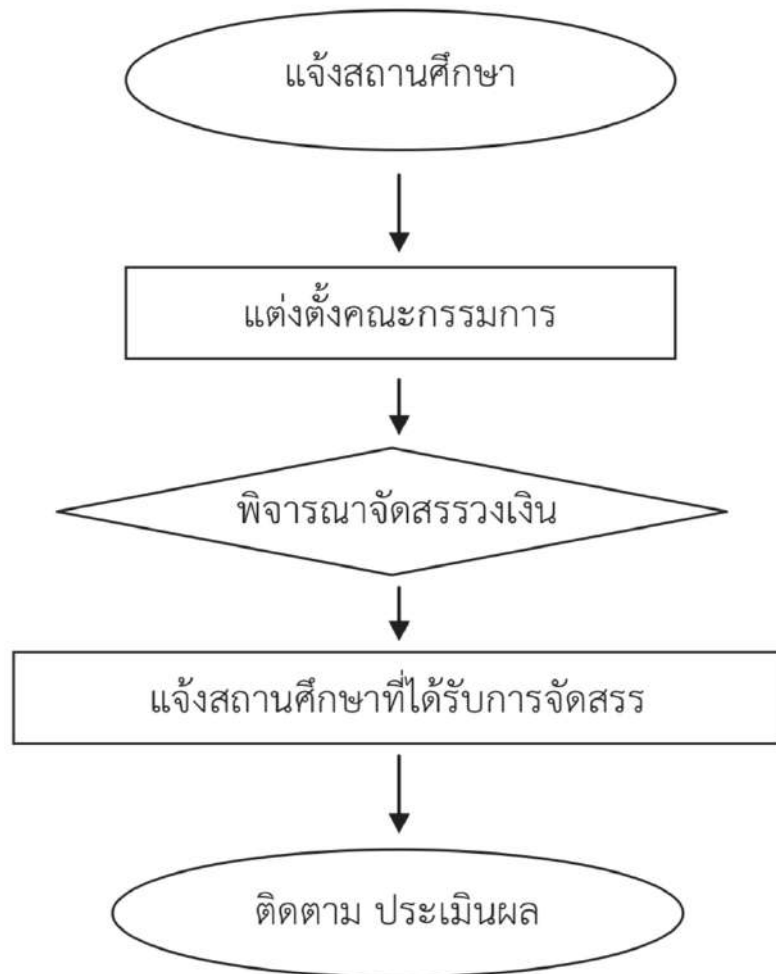 แจ้งสถานศึกษา
แต่งตั้งคณะกรรมการ
พิจารณาจัดสรรวงเงิน
แจ้งสถานศึกษาที่ได้รับการจัดสรร
ติดตาม ประเมินผล